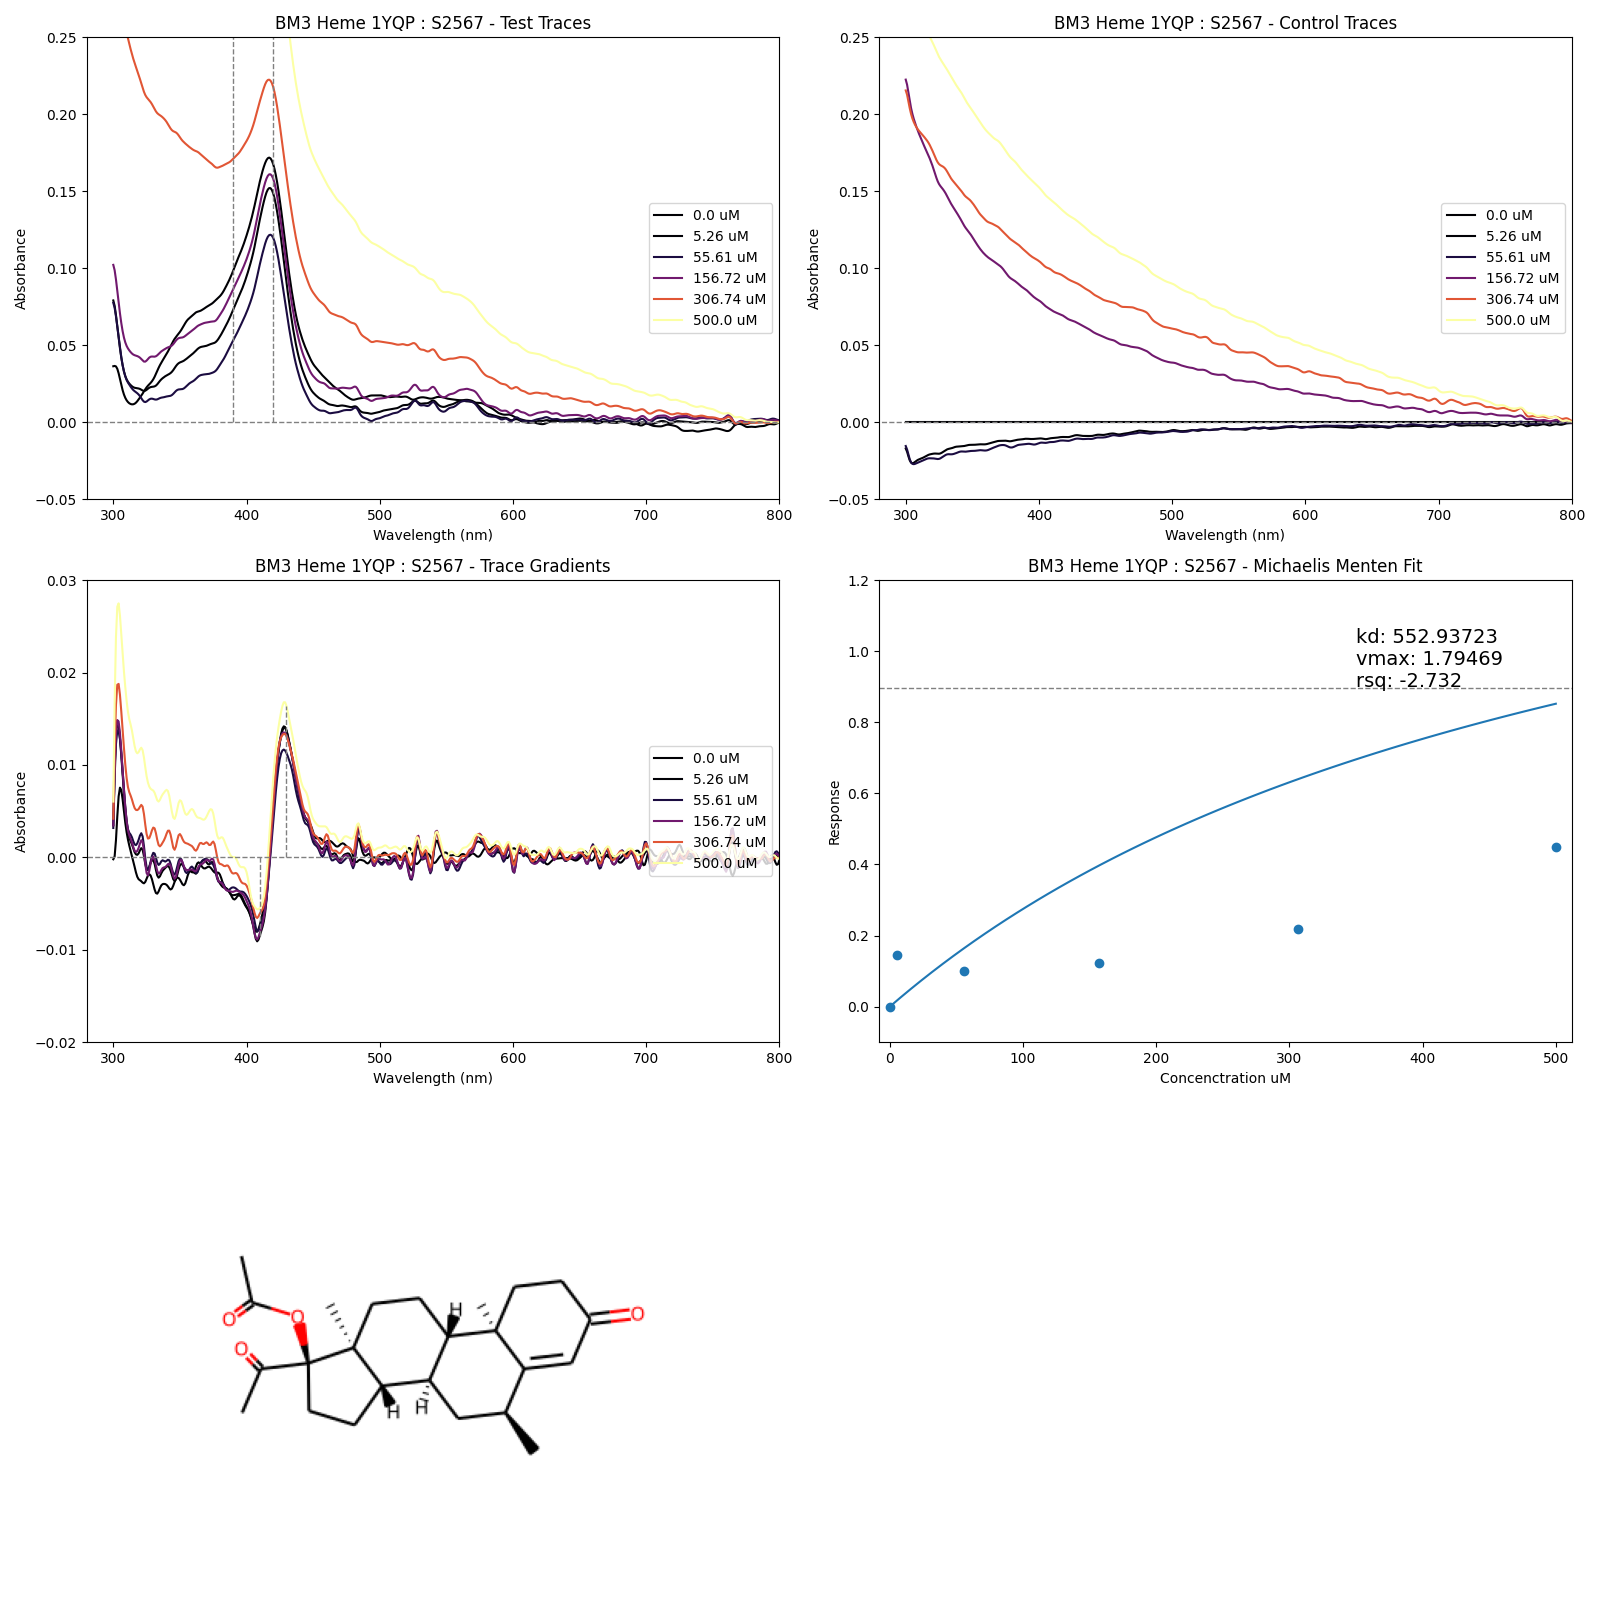 BM3 Heme 1YQP : S2567 - Test Traces
Absorbance
0.25
0.20
0.15
0.10
0.05
0.00
−0.05
300 400 500 600 700 800
Wavelength (nm)
0.0 uM
5.26 uM
55.61 uM
156.72 uM
306.74 uM
500.0 uM
BM3 Heme 1YQP : S2567 - Control Traces
Absorbance
0.25
0.20
0.15
0.10
0.05
0.00
−0.05
300 400 500 600 700 800
Wavelength (nm)
0.0 uM
5.26 uM
55.61 uM
156.72 uM
306.74 uM
500.0 uM
BM3 Heme 1YQP : S2567 - Trace Gradients
Absorbance
0.03
0.02
0.01
0.00
−0.01
−0.02
300 400 500 600 700 800
Wavelength (nm)
0.0 uM
5.26 uM
55.61 uM
156.72 uM
306.74 uM
500.0 uM
BM3 Heme 1YQP : S2567 - Michaelis Menten Fit
Response
1.2
1.0
0.8
0.6
0.4
0.2
0.0
0 100 200 300 400 500
Concenctration uM
kd: 552.93723
vmax: 1.79469
rsq: -2.732
H
O
O
O
O
H
H